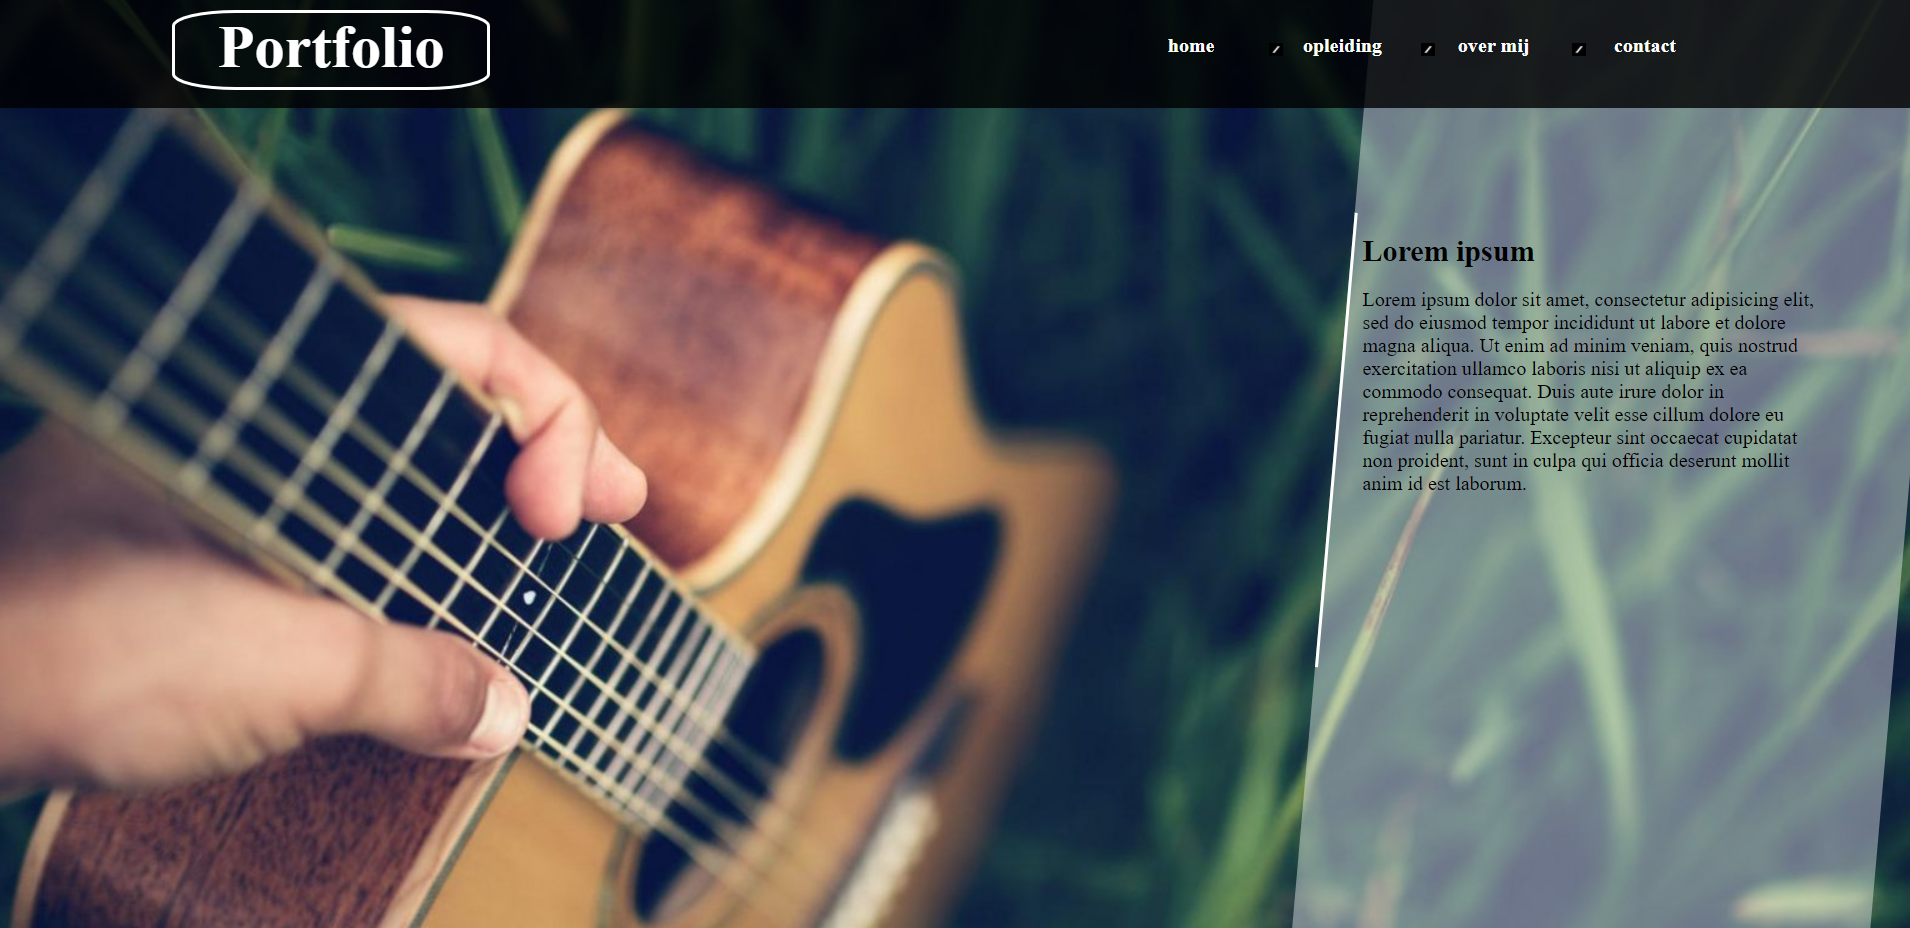 Portfolio
home opleiding over mij contact
Lorem ipsum
Lorem ipsum dolor sit amet, consectetur adipisicing elit,
sed do eiusmod tempor incididunt ut labore et dolore
magna aliqua. Ut enim ad minim veniam, quis nostrud
exercitation ullamco laboris nisi ut aliquip ex ea
commodo consequat. Duis aute irure dolor in
reprehenderit in voluptate velit esse cillum dolore eu
fugiat nulla pariatur. Excepteur sint occaecat cupidatat
non proident, sunt in culpa qui officia deserunt mollit
anim id est laborum.